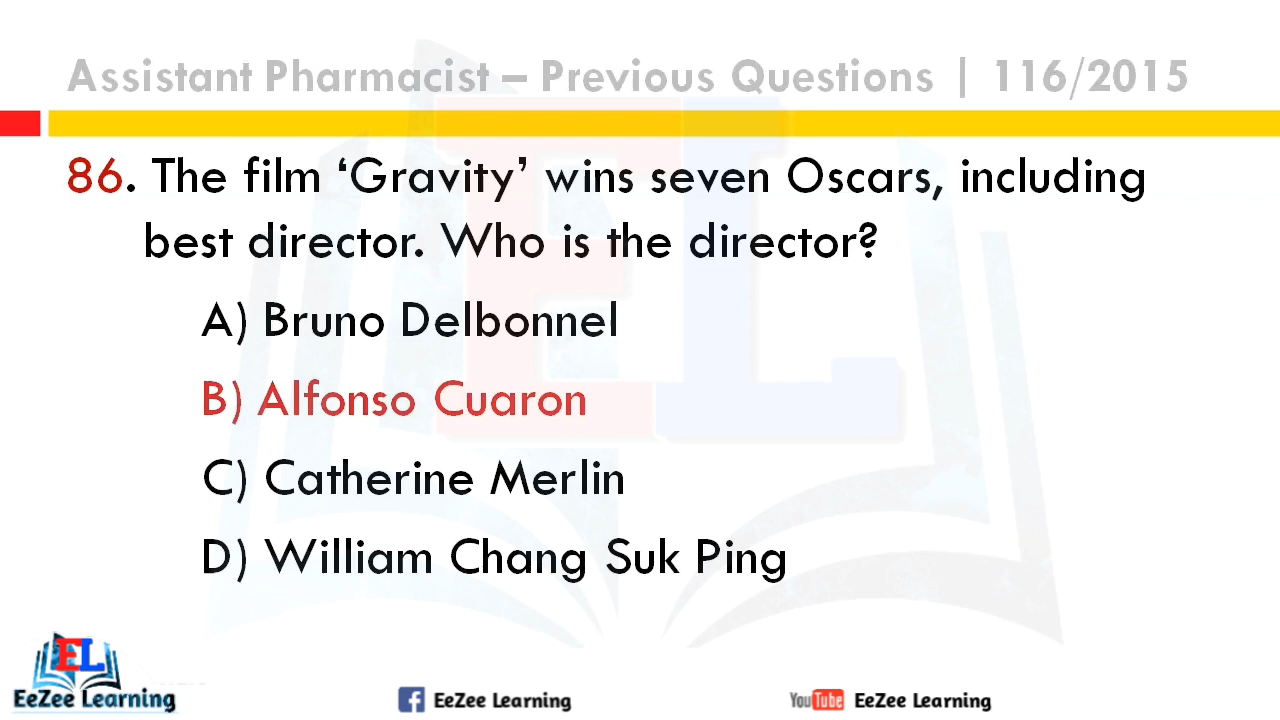 Assistant Pharmacist – Previous Questions | 116/2015
86. The film ‘Gravity’ wins seven Oscars, including
best director. Who is the director?
A) Bruno Delbonnel
B) Alfonso Cuaron
C) Catherine Merlin
D) William Chang Suk Ping
EL
EL
EeZee Learning
f EeZee Learning
YouTube EeZee Learning